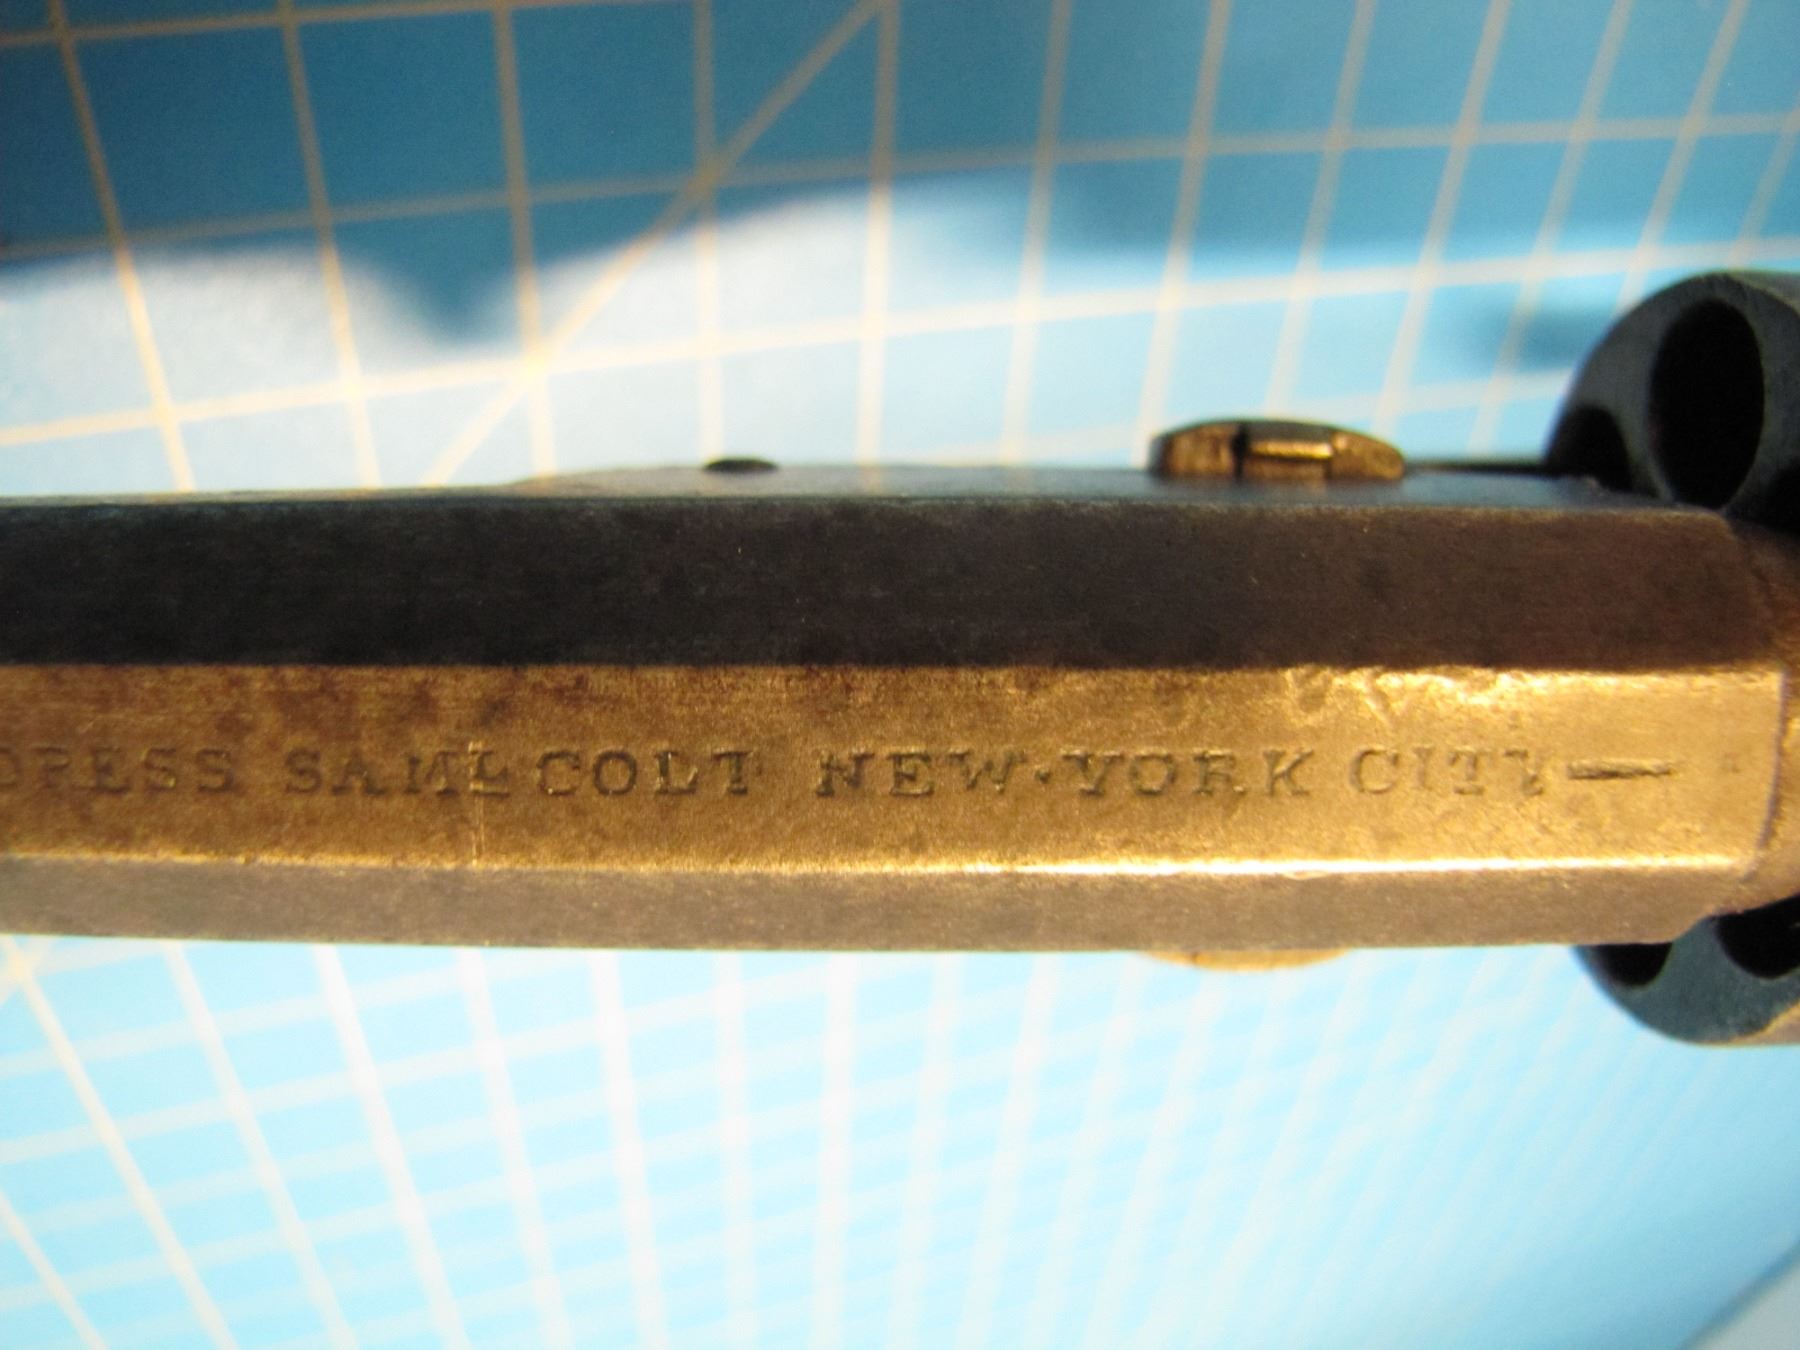 DRESS SAML COLT NEW-YORK CITY —